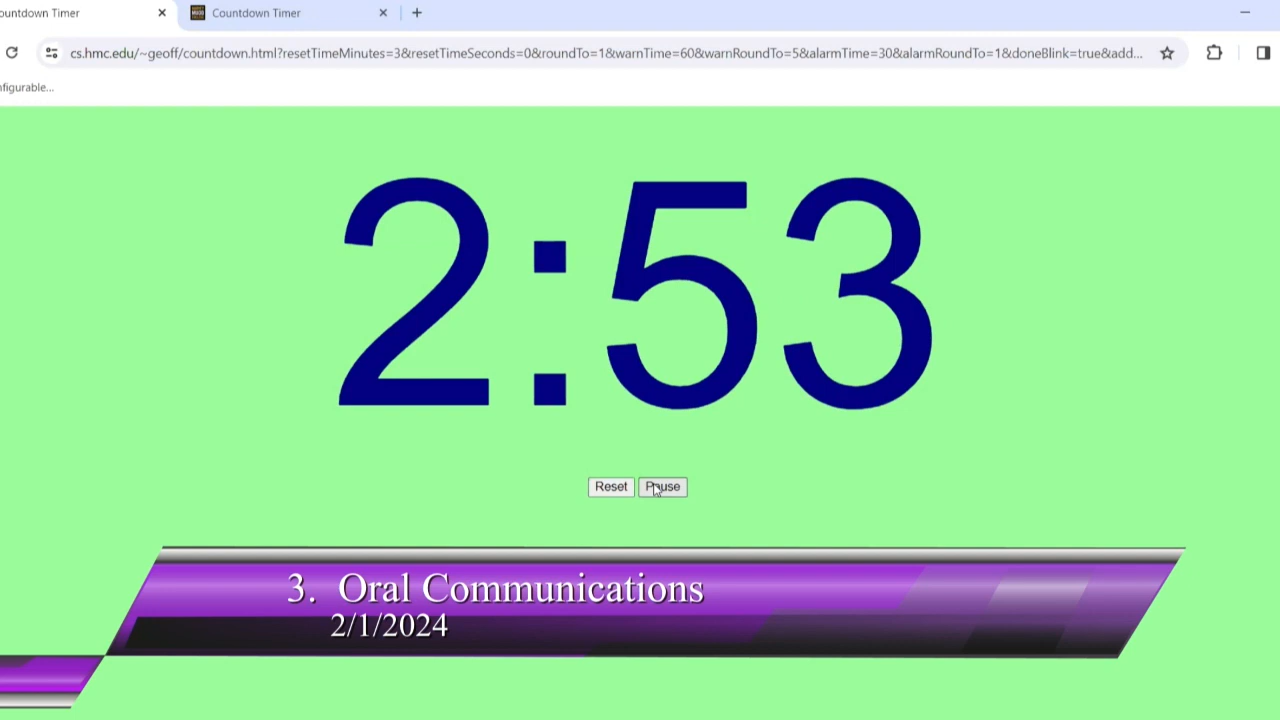 ountdown Timer
Countdown Timer
cs.hmc.edu/~geoff/countdown.html?resetTimeMinutes=3&resetTimeSeconds=0&roundTo=1&warnTime=60&warnRoundTo=5&alarmTime=30&alarmRoundTo=1&doneBlink=true&add...
nfigurable...
2:53
Reset Pause
3. Oral Communications
2/1/2024